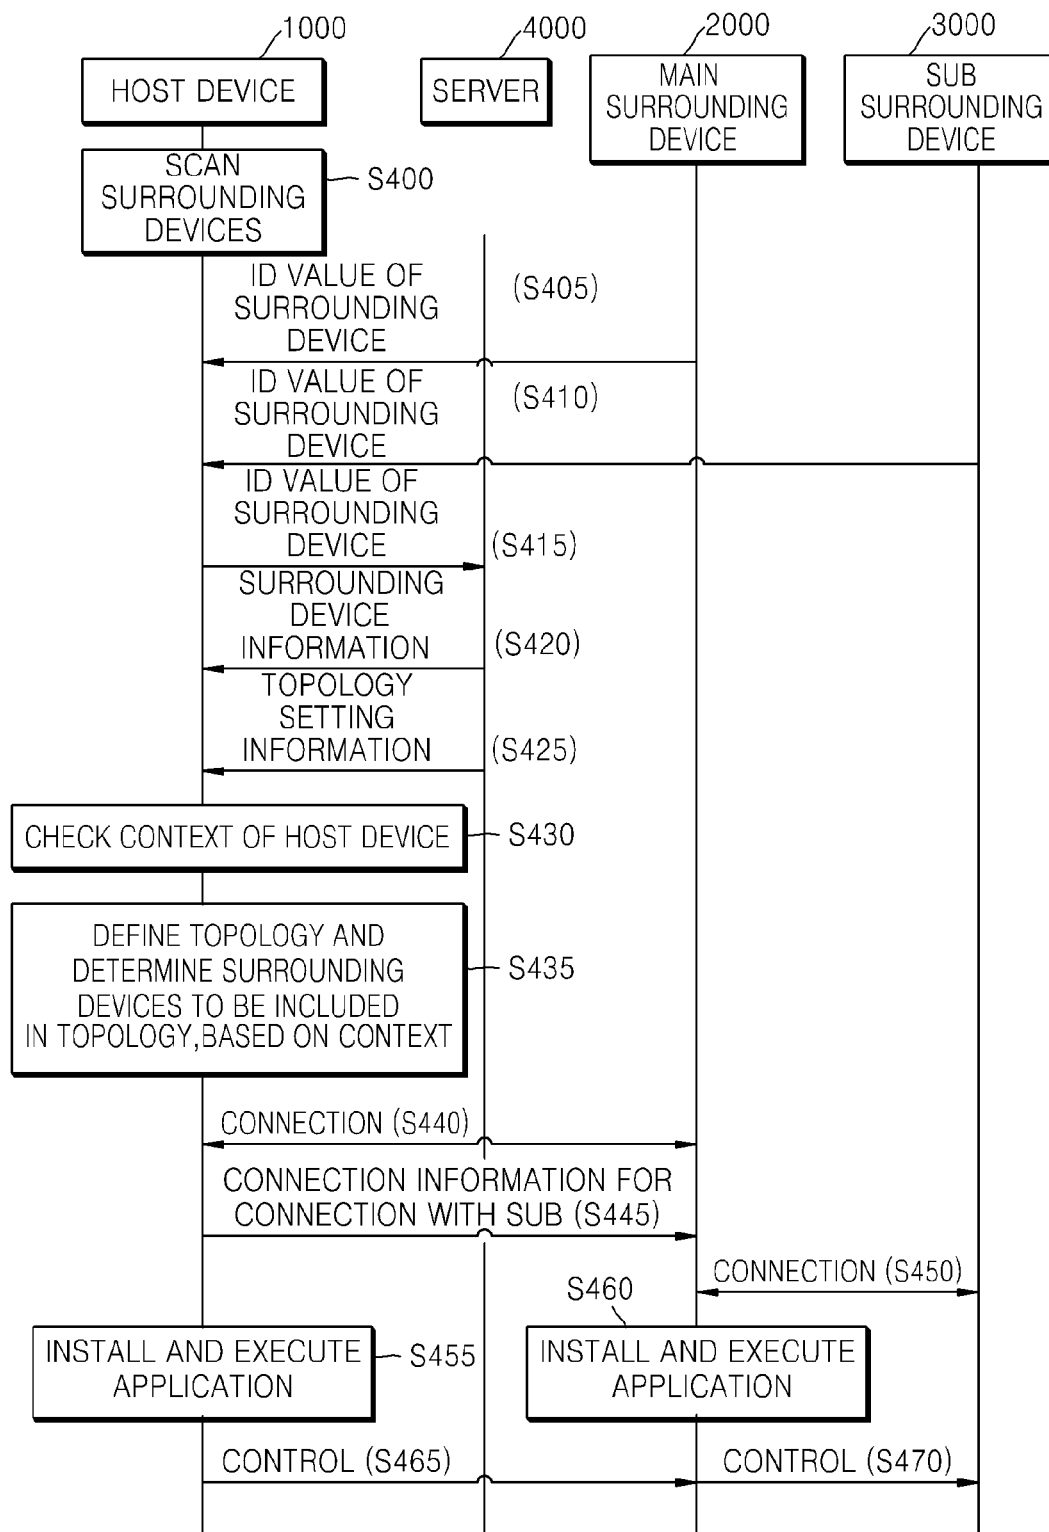 1000
4000
2000
3000
HOST DEVICE
SERVER
MAIN
SURROUNDING
DEVICE
SUB
SURROUNDING
DEVICE
SCAN
SURROUNDING
DEVICES
S400
ID VALUE OF
SURROUNDING
DEVICE
(S405)
ID VALUE OF
SURROUNDING
DEVICE
(S410)
ID VALUE OF
SURROUNDING
DEVICE
(S415)
SURROUNDING
DEVICE
INFORMATION
(S420)
TOPOLOGY
SETTING
INFORMATION
(S425)
CHECK CONTEXT OF HOST DEVICE
S430
DEFINE TOPOLOGY AND
DETERMINE SURROUNDING
DEVICES TO BE INCLUDED
IN TOPOLOGY,BASED ON CONTEXT
S435
CONNECTION (S440)
CONNECTION INFORMATION FOR
CONNECTION WITH SUB (S445)
CONNECTION (S450)
S460
INSTALL AND EXECUTE
APPLICATION
S455
INSTALL AND EXECUTE
APPLICATION
CONTROL (S465)
CONTROL (S470)